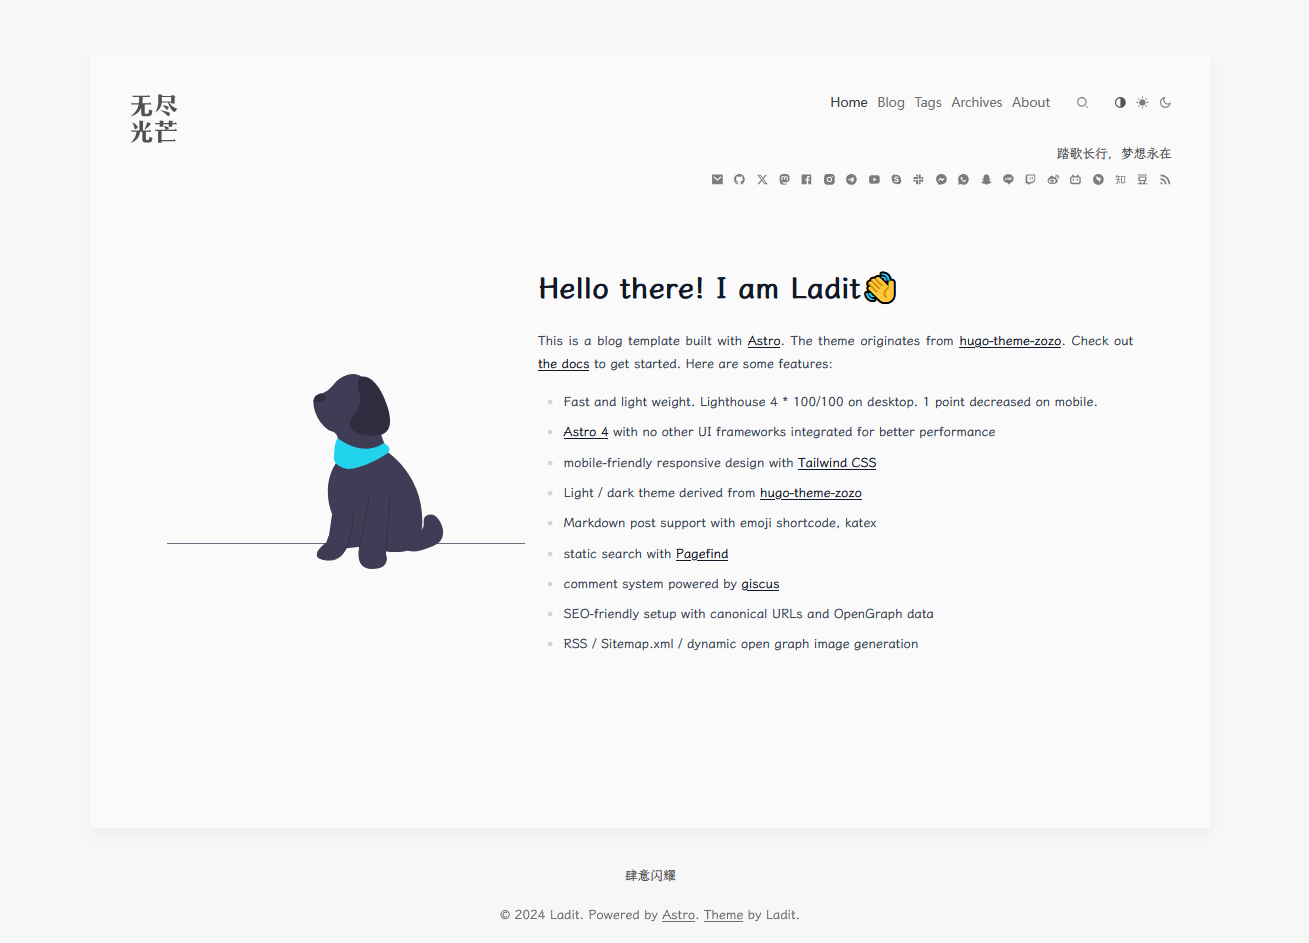 无尽
光芒
Home Blog Tags Archives About
踏歌长行，梦想永在
知 豆
Hello there! I am Ladit👋
This is a blog template built with Astro. The theme originates from hugo-theme-zozo. Check out
the docs to get started. Here are some features:
Fast and light weight. Lighthouse 4 * 100/100 on desktop. 1 point decreased on mobile.
Astro 4 with no other UI frameworks integrated for better performance
mobile-friendly responsive design with Tailwind CSS
Light / dark theme derived from hugo-theme-zozo
Markdown post support with emoji shortcode, katex
static search with Pagefind
comment system powered by giscus
SEO-friendly setup with canonical URLs and OpenGraph data
RSS / Sitemap.xml / dynamic open graph image generation
肆意闪耀
© 2024 Ladit. Powered by Astro. Theme by Ladit.